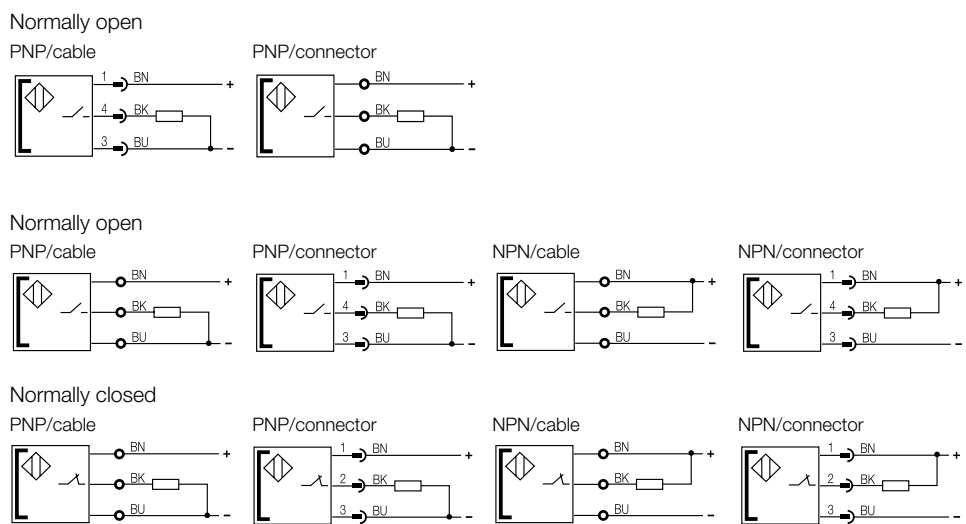 Normally open
PNP/cable PNP/connector
1 BN + BN +
4 BK BK
3 BU - BU -
Normally open
PNP/cable PNP/connector NPN/cable NPN/connector
BN + 1 BN + BN + 1 BN +
BK 4 BK BK 4 BK
BU - 3 BU - BU - 3 BU -
Normally closed
PNP/cable PNP/connector NPN/cable NPN/connector
BN + 1 BN + BN + 1 BN +
BK 2 BK BK 2 BK
BU - 3 BU - BU - 3 BU -